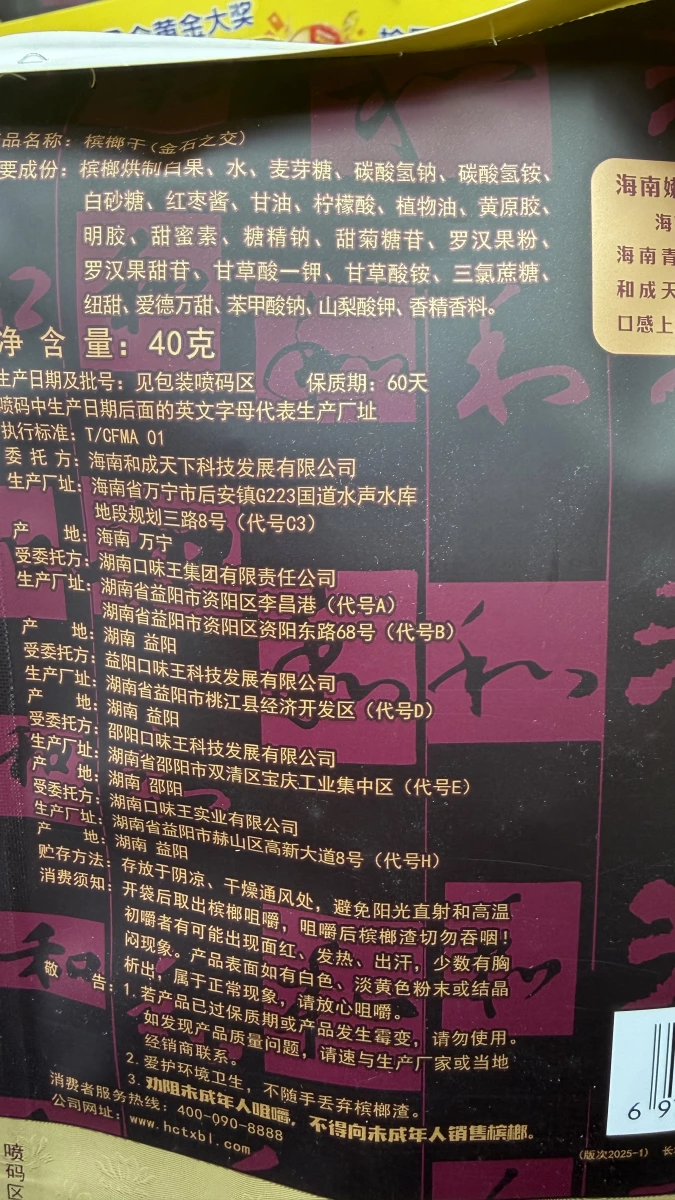 黄金大奖
品名称：槟榔干（金石之交）
要成份：槟榔烘制白果、水、麦芽糖、碳酸氢钠、碳酸氢铵、
白砂糖、红枣酱、甘油、柠檬酸、植物油、黄原胶、
明胶、甜蜜素、糖精钠、甜菊糖苷、罗汉果粉、
罗汉果甜苷、甘草酸一钾、甘草酸铵、三氯蔗糖、
纽甜、爱德万甜、苯甲酸钠、山梨酸钾、香精香料。
净含量：40克
生产日期及批号：见包装喷码区 保质期：60天
喷码中生产日期后面的英文字母代表生产厂址
执行标准：T/CFMA 01
委托方：海南和成天下科技发展有限公司
生产厂址：海南省万宁市后安镇G223国道水声水库
地段规划三路8号（代号C3）
产地：海南 万宁
受委托方：湖南口味王集团有限责任公司
生产厂址：湖南省益阳市资阳区李昌港（代号A）
湖南省益阳市资阳区资阳东路68号（代号B）
产地：湖南 益阳
受委托方：益阳口味王科技发展有限公司
生产厂址：湖南省益阳市桃江县经济开发区（代号D）
产地：湖南 益阳
受委托方：邵阳口味王科技发展有限公司
生产厂址：湖南省邵阳市双清区宝庆工业集中区（代号E）
产地：湖南 邵阳
受委托方：湖南口味王实业有限公司
生产厂址：湖南省益阳市赫山区高新大道8号（代号H）
产地：湖南 益阳
贮存方法：存放于阴凉、干燥通风处，避免阳光直射和高温
消费须知：开袋后取出槟榔咀嚼，咀嚼后槟榔渣切勿吞咽！
初嚼者有可能出现面红、发热、出汗，少数有胸
闷现象。产品表面如有白色、淡黄色粉末或结晶
析出，属于正常现象，请放心咀嚼。
敬告：1.若产品已过保质期或产品发生霉变，请勿使用。
如发现产品质量问题，请速与生产厂家或当地
经销商联系。
2.爱护环境卫生，不随手丢弃槟榔渣。
3.劝阻未成年人咀嚼，不得向未成年人销售槟榔。
消费者服务热线：400-090-8888
公司网址：www.hctxbl.com
海南嫩
海
海南青
和成天
口感上
和
和
和
6 9
（版次2025-1） 长
喷码区